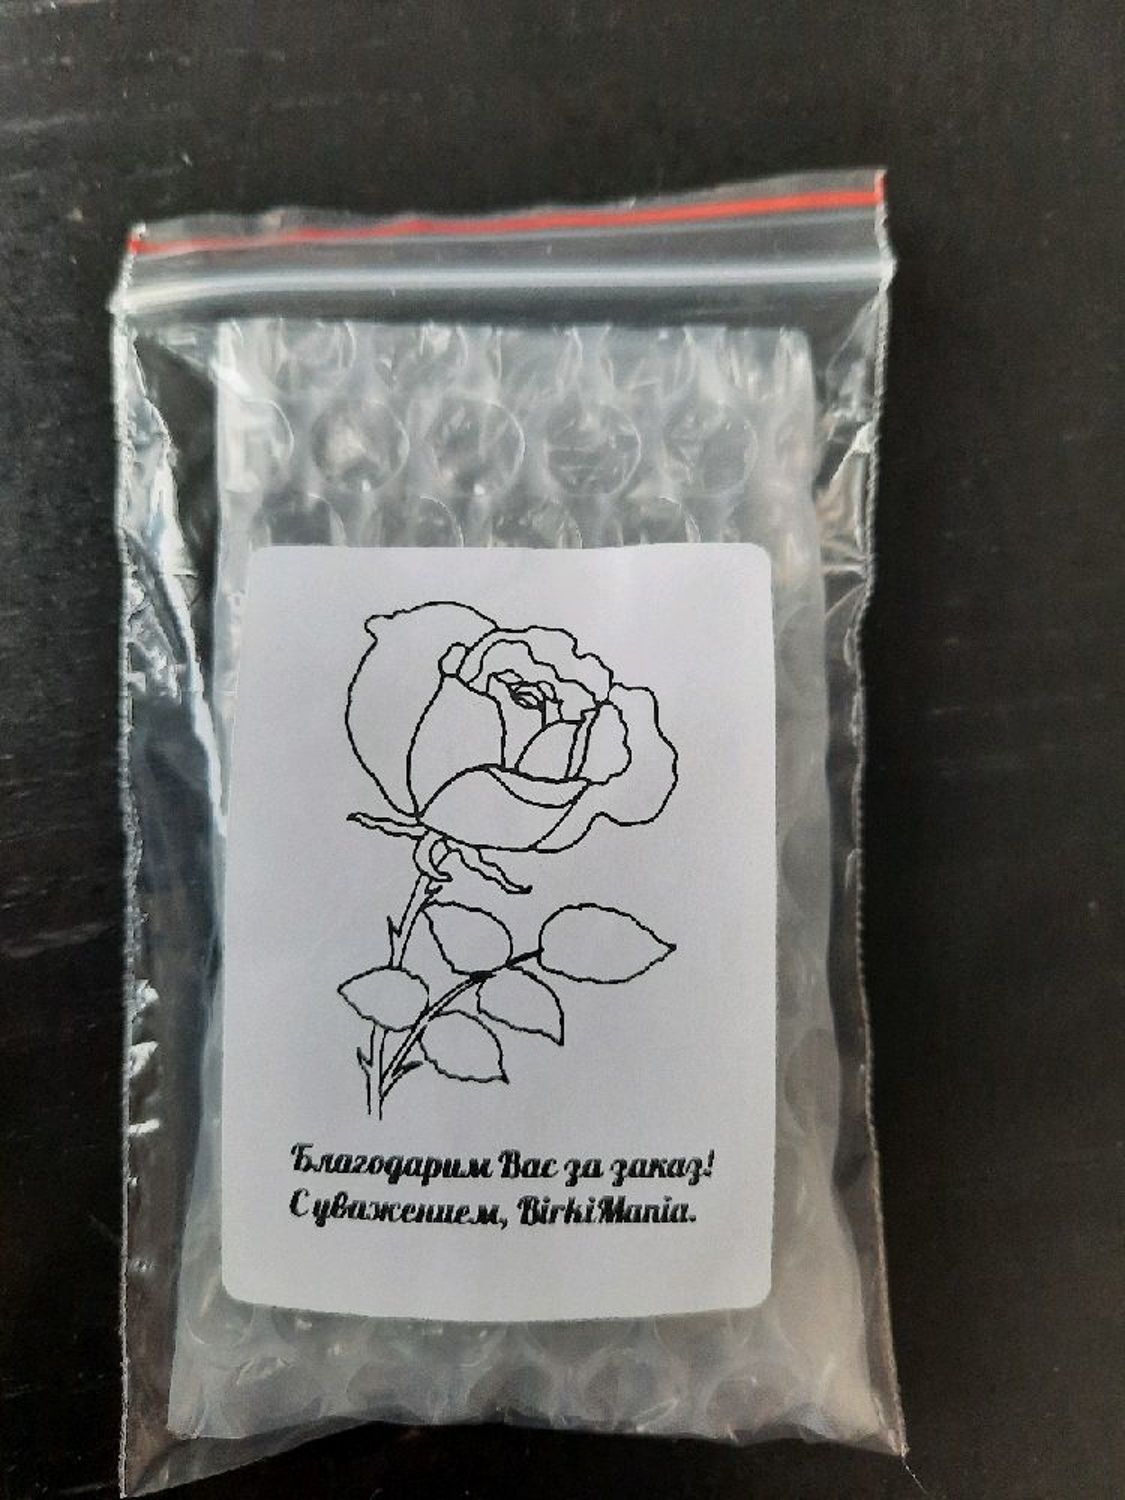 Благодарим Вас за заказ!
С уважением, BirkiMania.